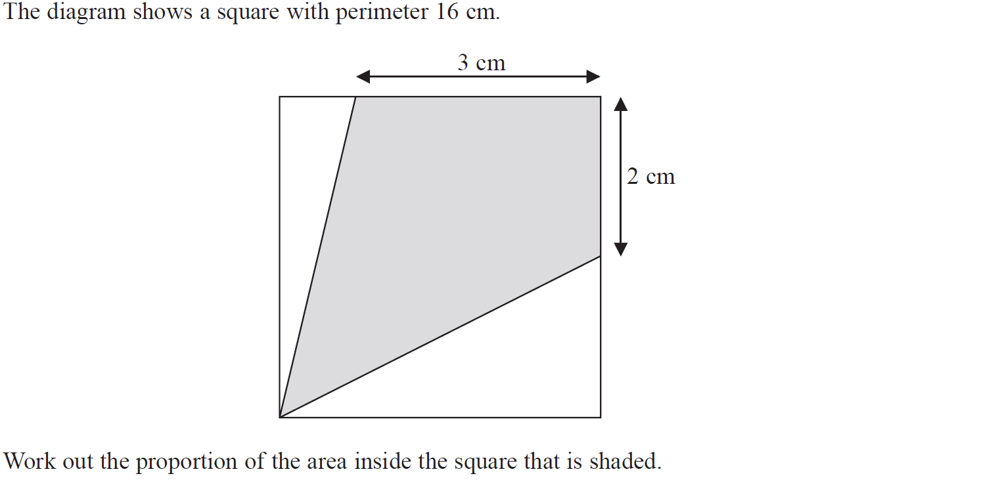 The diagram shows a square with perimeter 16 cm.
3 cm
2 cm
Work out the proportion of the area inside the square that is shaded.